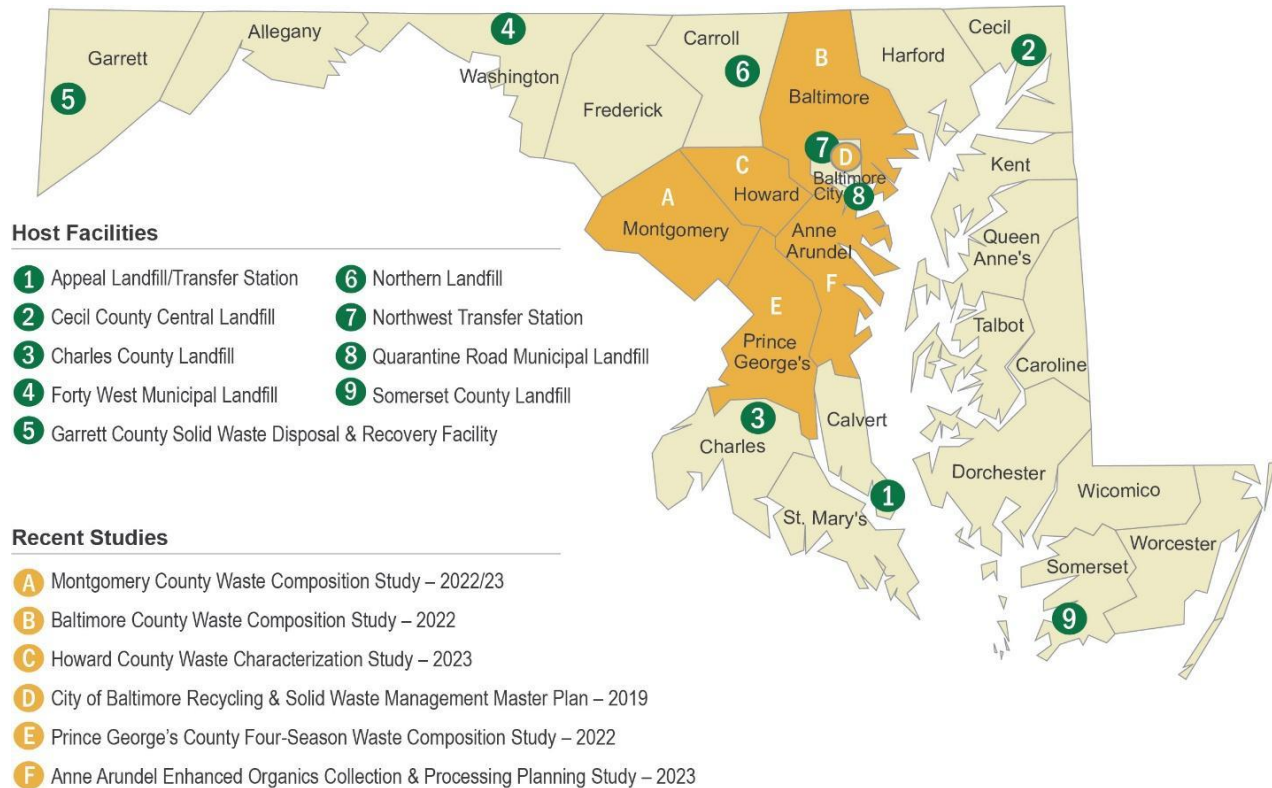 Garrett
Allegany
Washington
Frederick
Carroll
Baltimore
Harford
Cecil
Kent
Howard
Montgomery
Baltimore
City
Anne
Arundel
Queen
Anne's
Talbot
Caroline
Prince
George's
Calvert
Charles
St. Mary's
Dorchester
Wicomico
Worcester
Somerset
5
4
6
B
2
7
D
8
C
A
F
E
3
1
9
Host Facilities
1 Appeal Landfill/Transfer Station
2 Cecil County Central Landfill
3 Charles County Landfill
4 Forty West Municipal Landfill
5 Garrett County Solid Waste Disposal & Recovery Facility
6 Northern Landfill
7 Northwest Transfer Station
8 Quarantine Road Municipal Landfill
9 Somerset County Landfill
Recent Studies
A Montgomery County Waste Composition Study – 2022/23
B Baltimore County Waste Composition Study – 2022
C Howard County Waste Characterization Study – 2023
D City of Baltimore Recycling & Solid Waste Management Master Plan – 2019
E Prince George’s County Four-Season Waste Composition Study – 2022
F Anne Arundel Enhanced Organics Collection & Processing Planning Study – 2023